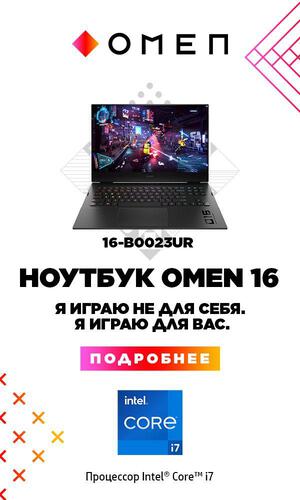 OMEN
16-B0023UR
НОУТБУК OMEN 16
Я ИГРАЮ НЕ ДЛЯ СЕБЯ.
Я ИГРАЮ ДЛЯ ВАС.
ПОДРОБНЕЕ
intel.
CORE
i7
Процессор Intel® Core™ i7